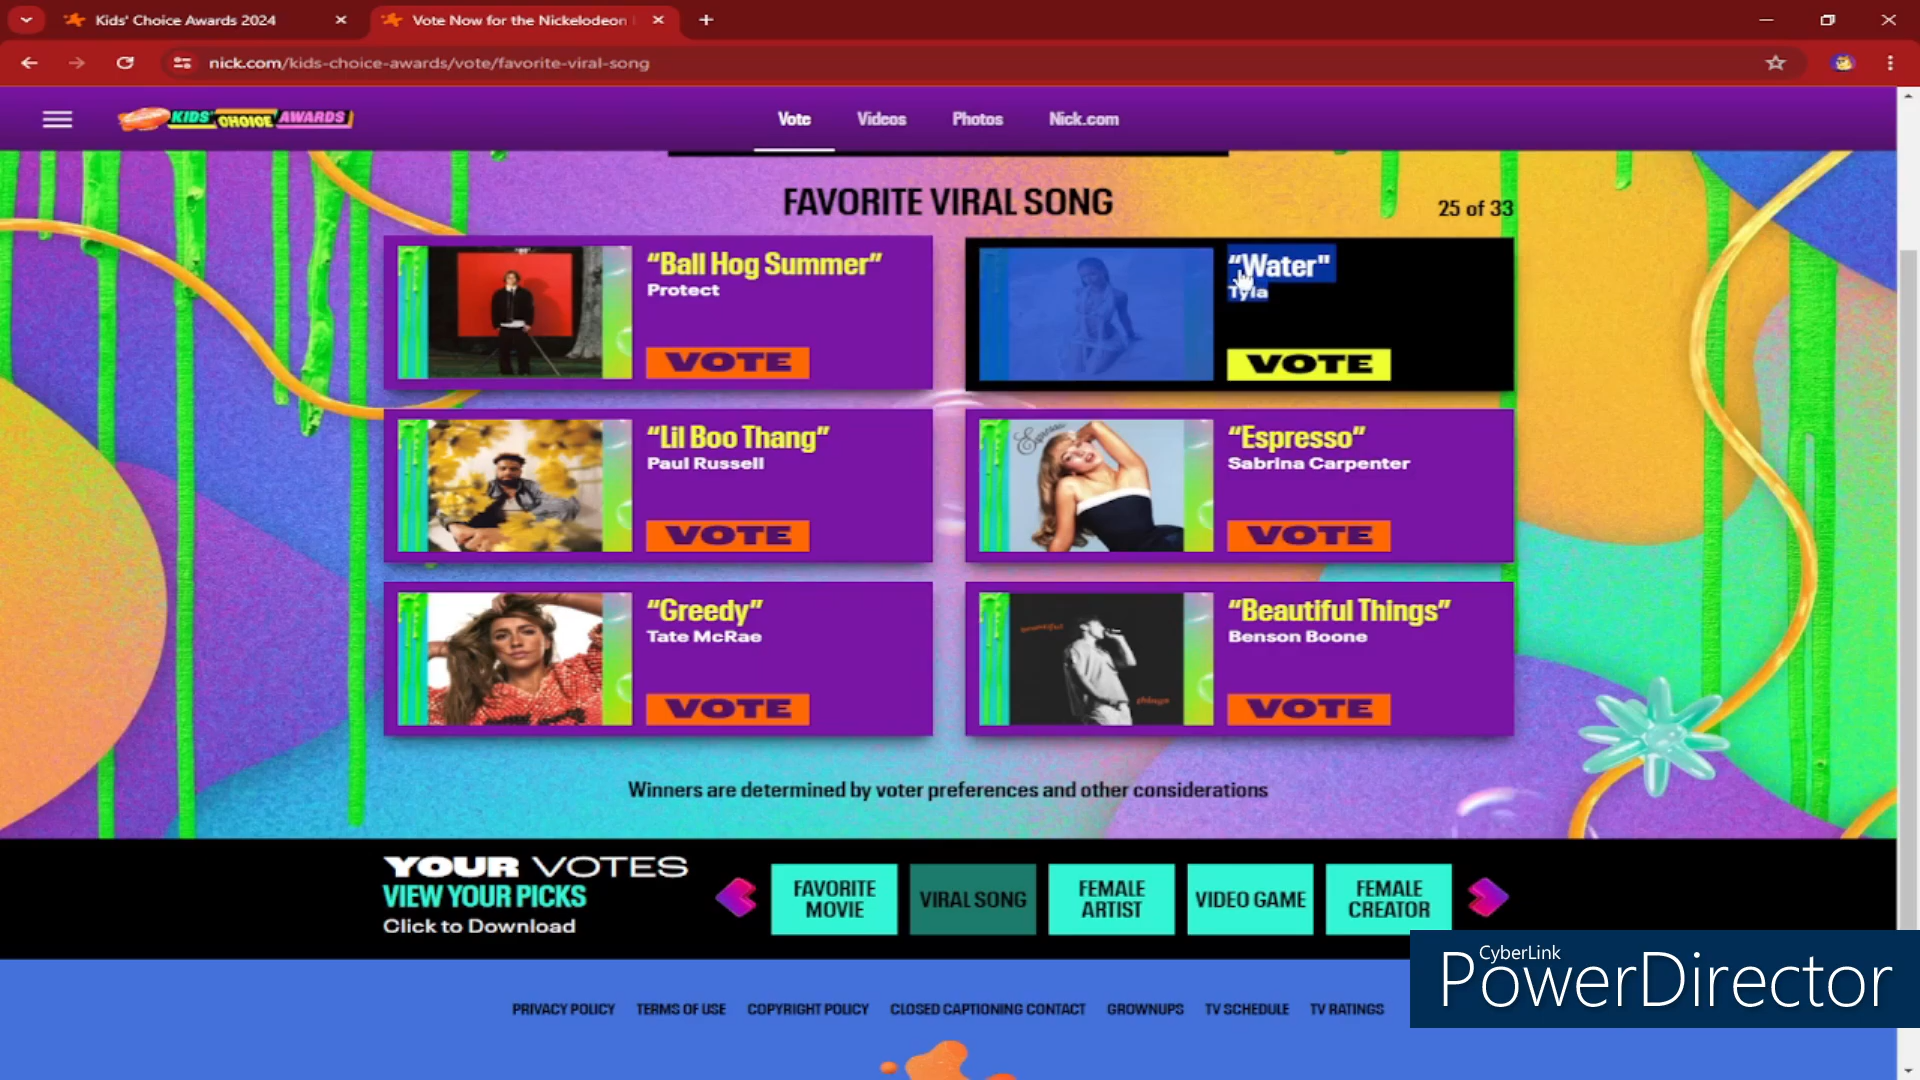 Kids' Choice Awards 2024
Vote Now for the Nickelodeon
nick.com/kids-choice-awards/vote/favorite-viral-song
KIDS' CHOICE AWARDS
Vote
Videos
Photos
Nick.com
FAVORITE VIRAL SONG
25 of 33
“Ball Hog Summer”
Protect
VOTE
“Water"
Tyla
VOTE
“Lil Boo Thang”
Paul Russell
VOTE
Espresso
“Espresso”
Sabrina Carpenter
VOTE
“Greedy”
Tate McRae
VOTE
beautiful
things
“Beautiful Things”
Benson Boone
VOTE
Winners are determined by voter preferences and other considerations
YOUR VOTES
VIEW YOUR PICKS
Click to Download
FAVORITE
MOVIE
VIRAL SONG
FEMALE
ARTIST
VIDEO GAME
FEMALE
CREATOR
CyberLink
PowerDirector
PRIVACY POLICY
TERMS OF USE
COPYRIGHT POLICY
CLOSED CAPTIONING CONTACT
GROWNUPS
TV SCHEDULE
TV RATINGS